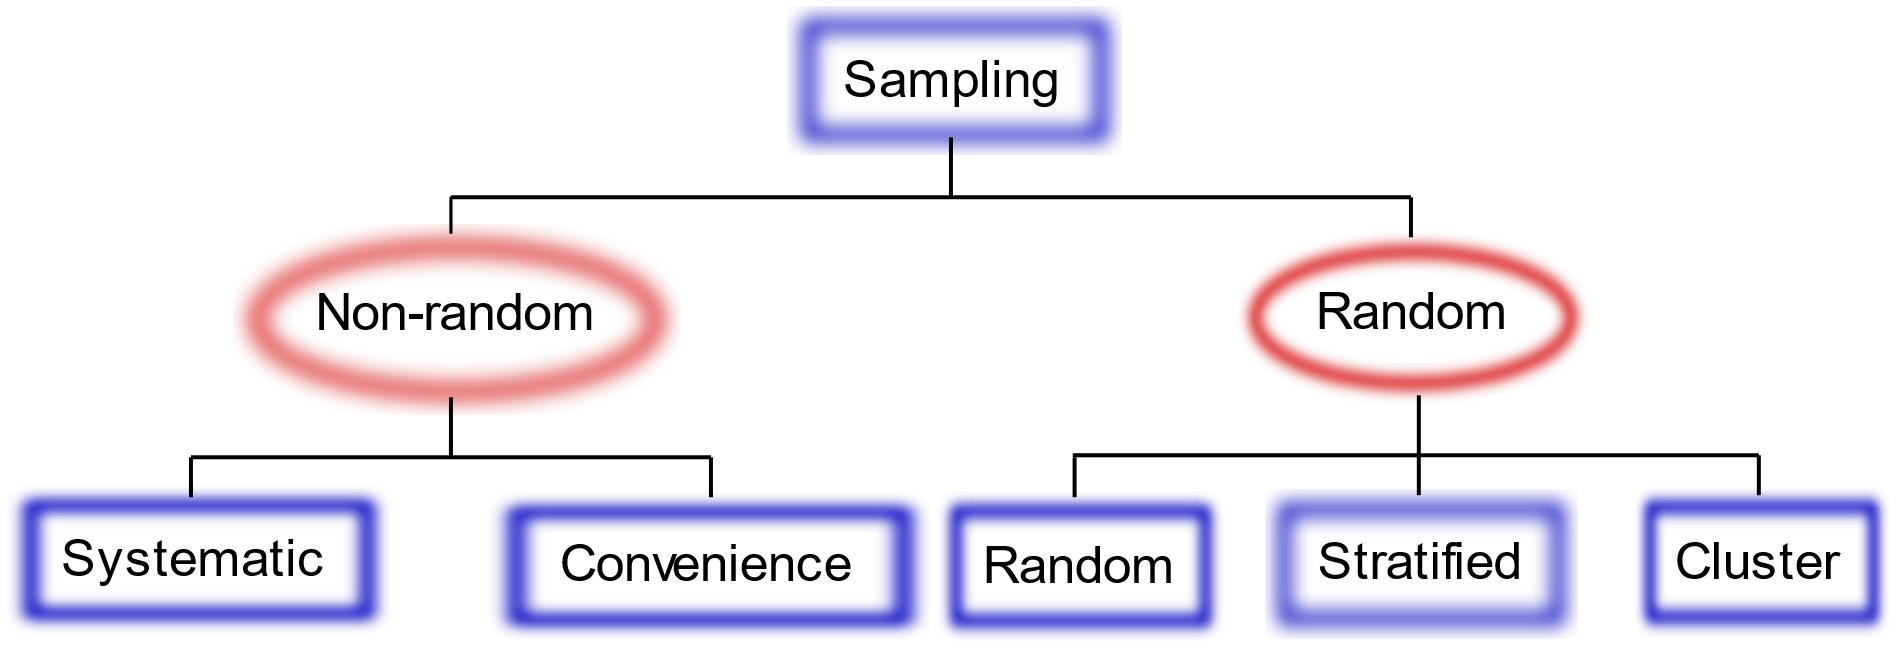 Sampling
Non-random
Random
Systematic
Convenience
Random
Stratified
Cluster